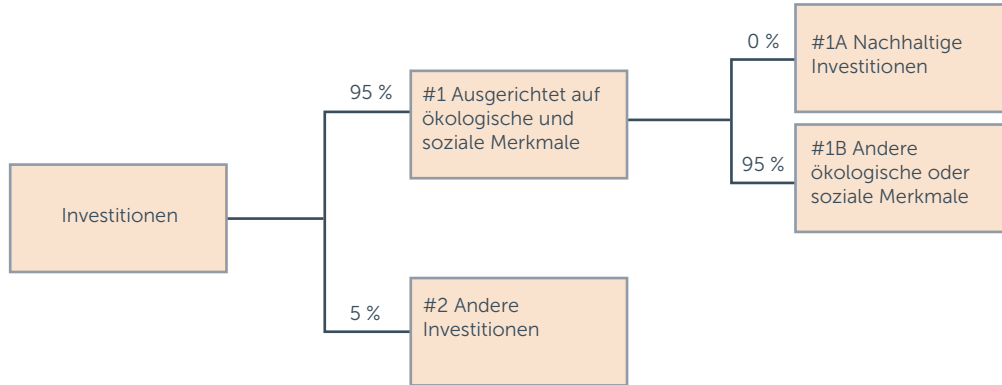 0 %
#1A Nachhaltige
Investitionen
95 %
#1 Ausgerichtet auf
ökologische und
soziale Merkmale
95 %
#1B Andere
ökologische oder
soziale Merkmale
Investitionen
5 %
#2 Andere
Investitionen